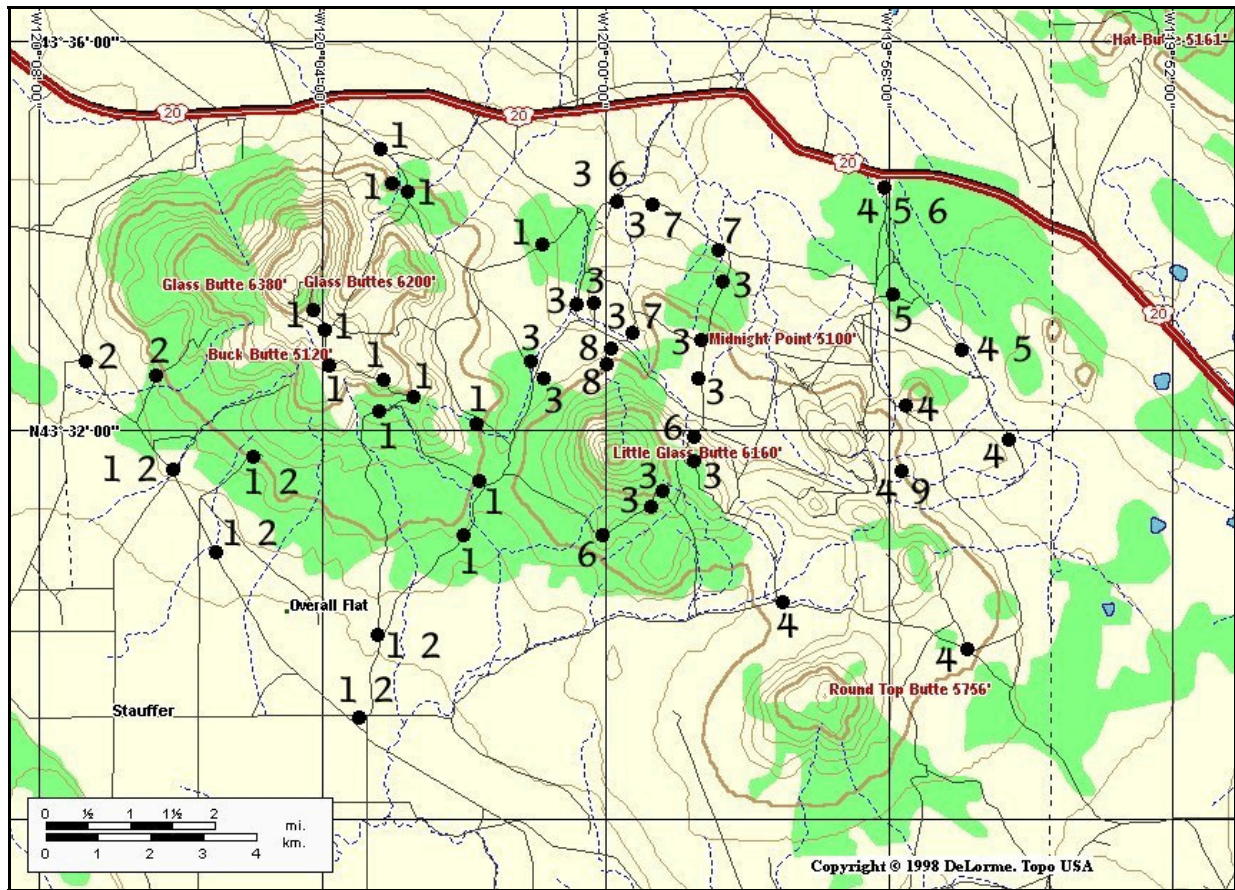 W120°08'00"
W120°04'00"
W120°00'00"
W119°56'00"
W119°52'00"
43°36'00"
Hat Butte 5161'
20
20
20
1
1 1
3 6
3 7
4 5 6
1
7
Glass Butte 6380'
Glass Buttes 6200'
3
3
3
5
20
1
1
3
7
Midnight Point 5100'
3
2
2
Buck Butte 5120'
1
1
3
8
8
4 5
1
1
3
3
4
N43°32'00"
1
6
Little Glass Butte 6160'
3
4
1 2
1 2
1
3
3
4 9
1 2
1
6
Overall Flat
4
1 2
4
1 2
Round Top Butte 5756'
Stauffer
0 ½ 1 1½ 2
mi.
km.
0 1 2 3 4
Copyright © 1998 DeLorme. Topo USA